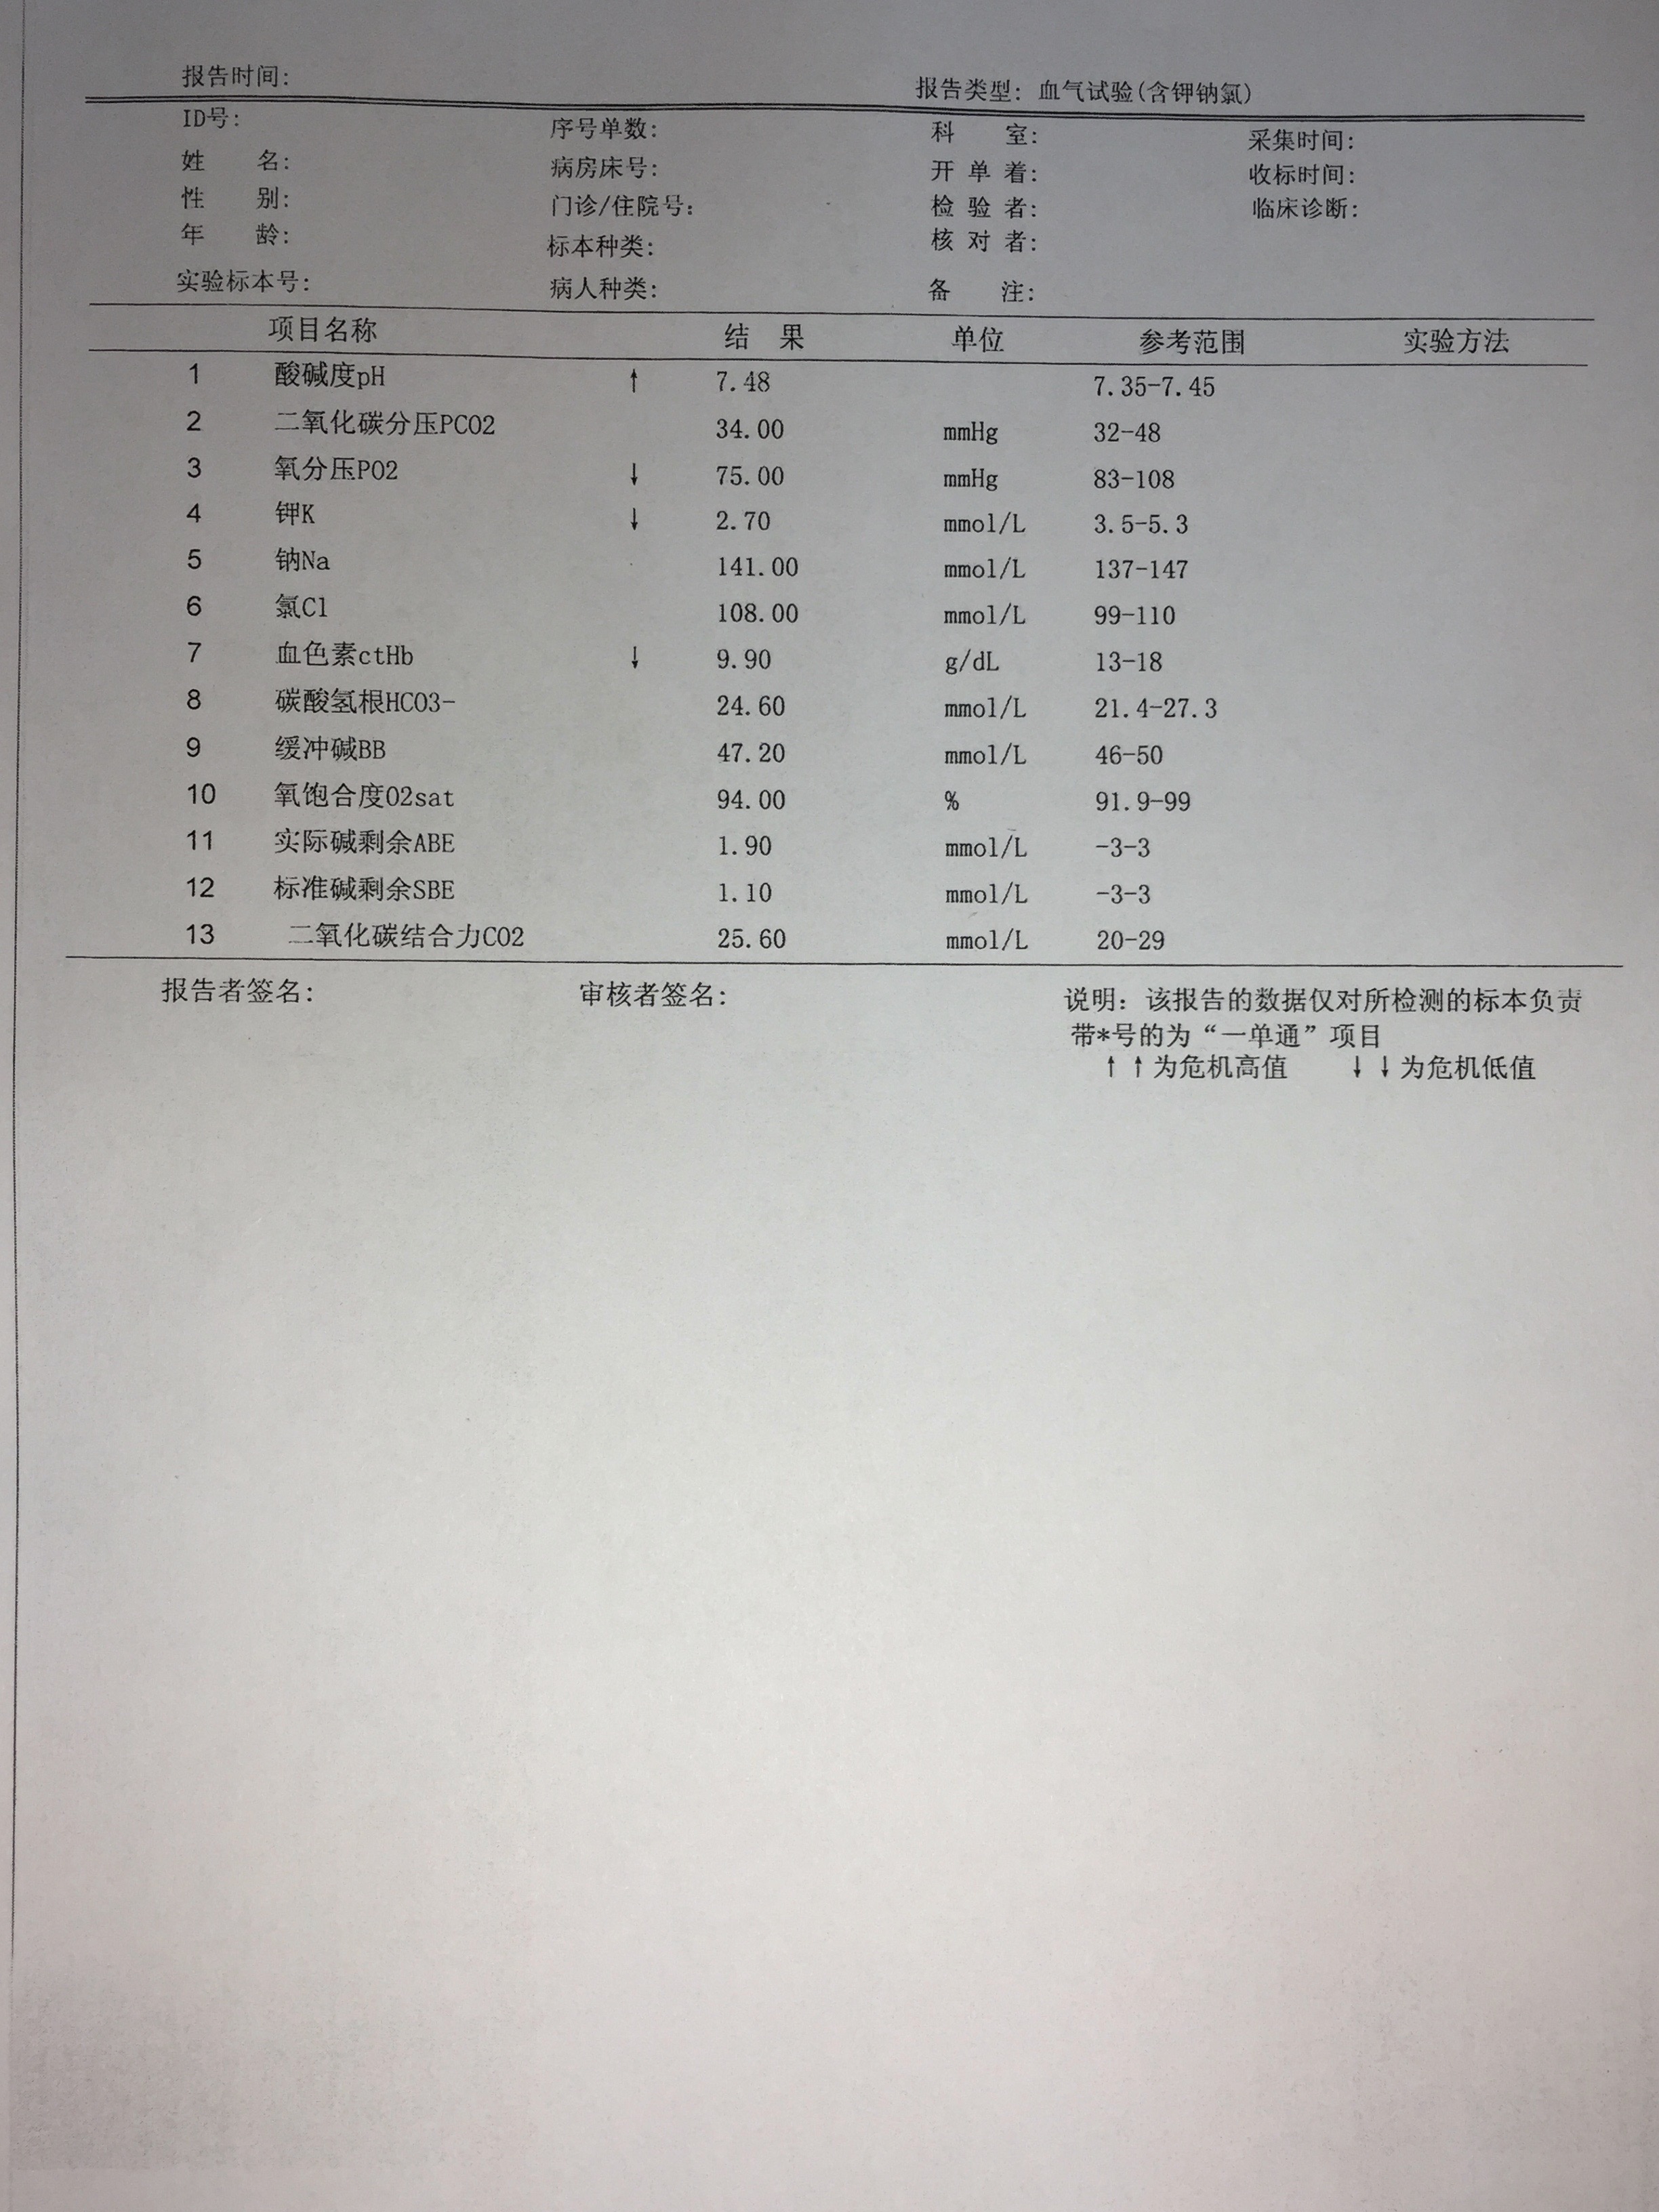 报告时间: 报告类型: 血气试验(含钾钠氯)
ID号: 序号单数: 科 室: 采集时间:
姓 名: 病房床号: 开单着: 收标时间:
性 别: 门诊/住院号: 检验者: 临床诊断:
年 龄: 标本种类: 核对者:
实验标本号: 病人种类: 备 注:
项目名称 结 果 单位 参考范围 实验方法
1 酸碱度pH ↑ 7.48 7.35-7.45
2 二氧化碳分压PCO2 34.00 mmHg 32-48
3 氧分压PO2 ↓ 75.00 mmHg 83-108
4 钾K ↓ 2.70 mmol/L 3.5-5.3
5 钠Na 141.00 mmol/L 137-147
6 氯Cl 108.00 mmol/L 99-110
7 血色素ctHb ↓ 9.90 g/dL 13-18
8 碳酸氢根HCO3- 24.60 mmol/L 21.4-27.3
9 缓冲碱BB 47.20 mmol/L 46-50
10 氧饱合度O2sat 94.00 % 91.9-99
11 实际碱剩余ABE 1.90 mmol/L -3-3
12 标准碱剩余SBE 1.10 mmol/L -3-3
13 二氧化碳结合力CO2 25.60 mmol/L 20-29
报告者签名: 审核者签名: 说明: 该报告的数据仅对所检测的标本负责
带*号的为“一单通”项目
↑↑为危机高值 ↓↓为危机低值